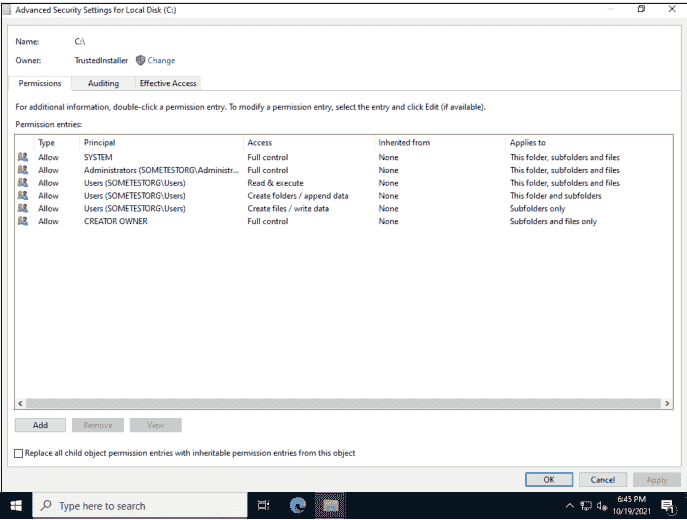 Advanced Security Settings for Local Disk (C:)
Name: C:\
Owner: TrustedInstaller Change
Permissions Auditing Effective Access
For additional information, double-click a permission entry. To modify a permission entry, select the entry and click Edit (if available).
Permission entries:
Type Principal Access Inherited from Applies to
Allow SYSTEM Full control None This folder, subfolders and files
Allow Administrators (SOMETESTORG\Administr... Full control None This folder, subfolders and files
Allow Users (SOMETESTORG\Users) Read & execute None This folder, subfolders and files
Allow Users (SOMETESTORG\Users) Create folders / append data None This folder and subfolders
Allow Users (SOMETESTORG\Users) Create files / write data None Subfolders only
Allow CREATOR OWNER Full control None Subfolders and files only
Add Remove View
Replace all child object permission entries with inheritable permission entries from this object
OK Cancel Apply
Type here to search
6:45 PM
10/19/2021